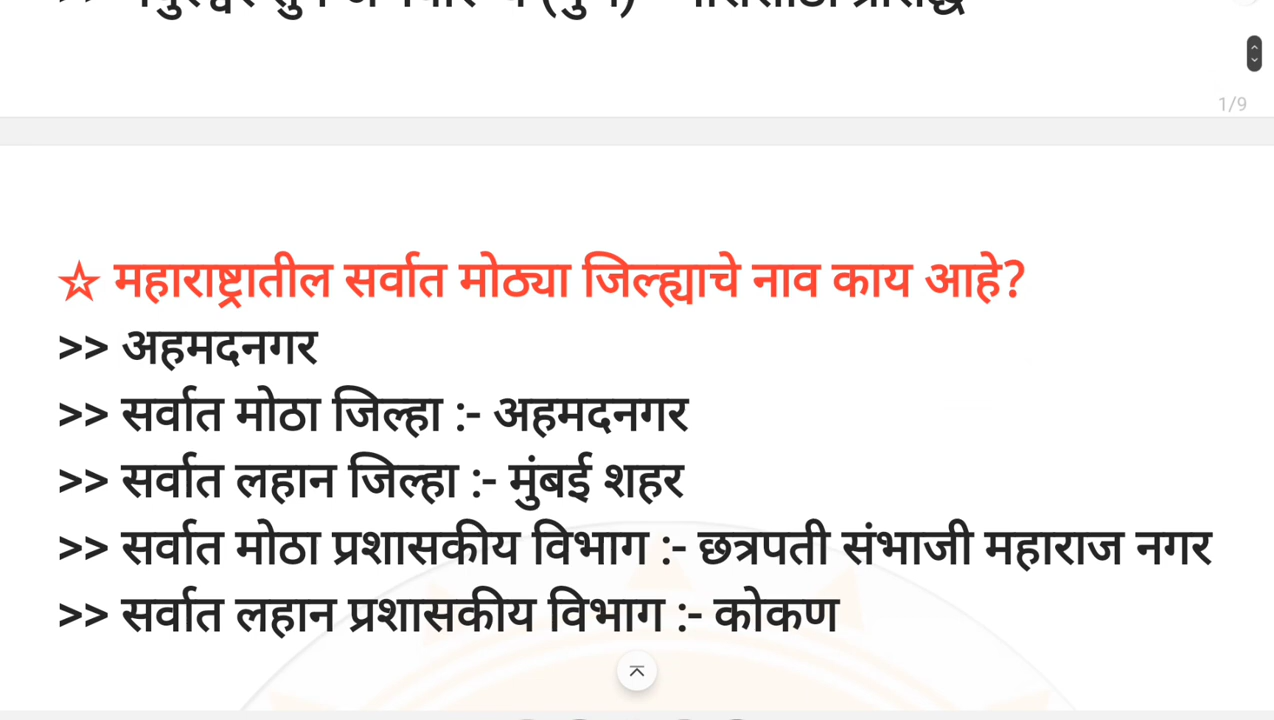 1/9
☆ महाराष्ट्रातील सर्वात मोठ्या जिल्ह्याचे नाव काय आहे?
>> अहमदनगर
>> सर्वात मोठा जिल्हा :- अहमदनगर
>> सर्वात लहान जिल्हा :- मुंबई शहर
>> सर्वात मोठा प्रशासकीय विभाग :- छत्रपती संभाजी महाराज नगर
>> सर्वात लहान प्रशासकीय विभाग :- कोकण